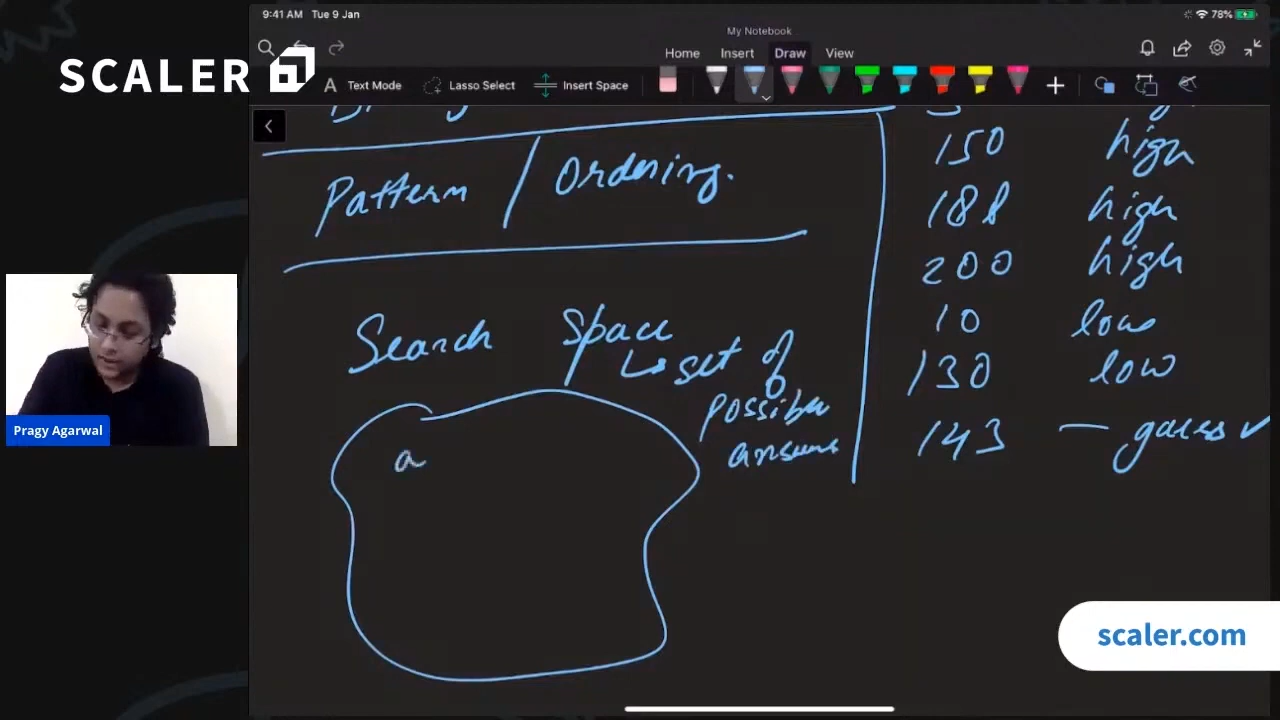 9:41 AM Tue 9 Jan
78%
My Notebook
Home Insert Draw View
SCALER
Text Mode Lasso Select Insert Space
Pattern / Ordering.
Search Space
↳ set of
possible
answers
a
150 high
188 high
200 high
10 low
130 low
143 — guess ✓
Pragy Agarwal
scaler.com